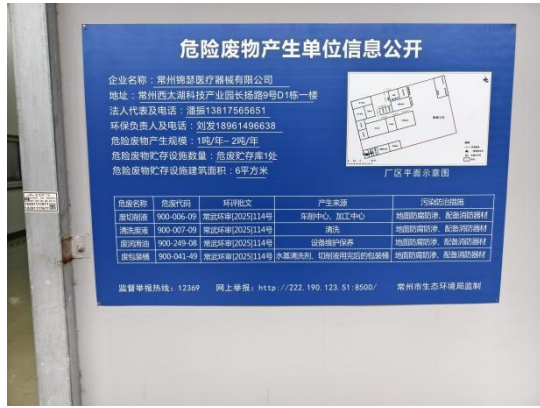 危险废物产生单位信息公开
企业名称：常州锦瑟医疗器械有限公司
地址：常州西太湖科技产业园长扬路9号D1栋一楼
法人代表及电话：潘振13817565651
环保负责人及电话：刘发18961496638
危险废物产生规模：1吨/年-2吨/年
危险废物贮存设施数量：危废贮存库1处
危险废物贮存设施建筑面积：6平方米
厂区平面示意图
危废名称 危废代码 环评批文 产生来源 污染防治措施
废切削液 900-006-09 常武环审[2025]114号 车削中心、加工中心 地面防腐防渗、配备消防器材
清洗废液 900-007-09 常武环审[2025]114号 清洗 地面防腐防渗、配备消防器材
废润滑油 900-249-08 常武环审[2025]114号 设备维护保养 地面防腐防渗、配备消防器材
废包装桶 900-041-49 常武环审[2025]114号 水基清洗剂、切削液用完后的包装桶 地面防腐防渗、配备消防器材
监督举报热线：12369 网上举报：http://222.190.123.51:8500/ 常州市生态环境局监制